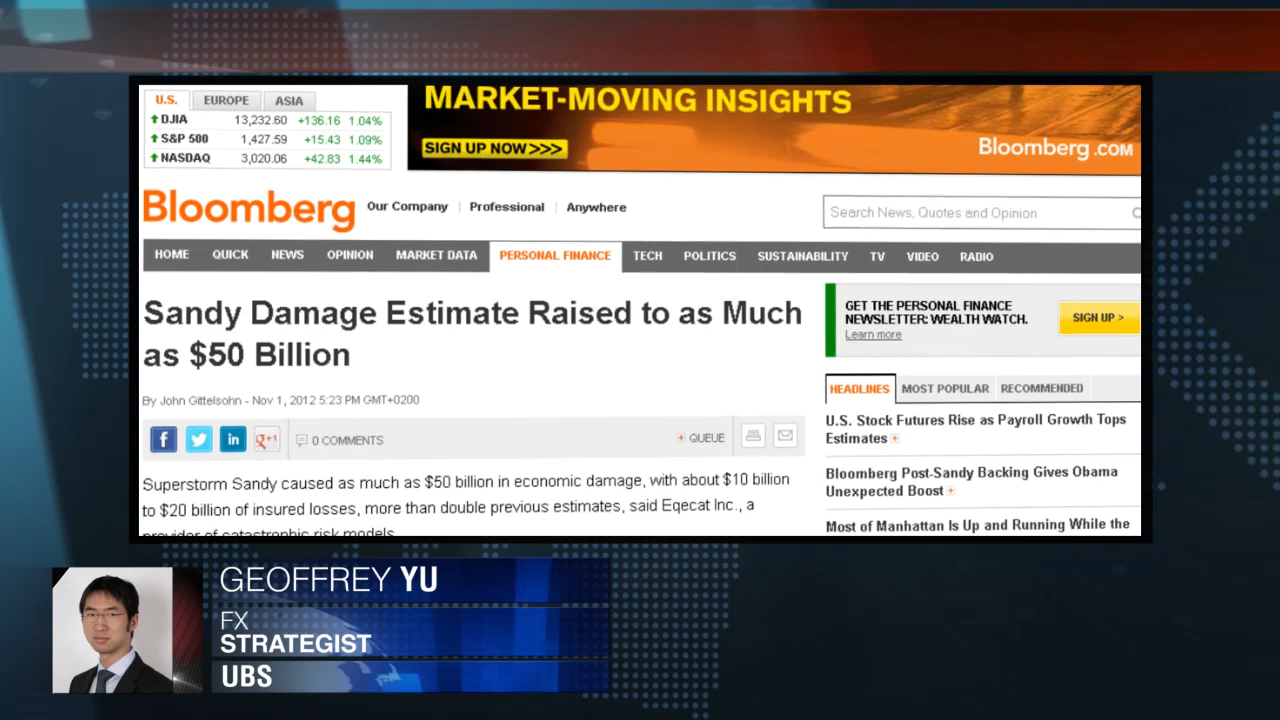 U.S. EUROPE ASIA
DJIA 13,232.60 +136.16 1.04%
S&P 500 1,427.59 +15.43 1.09%
NASDAQ 3,020.06 +42.83 1.44%
MARKET-MOVING INSIGHTS
SIGN UP NOW >>>
Bloomberg.COM
Bloomberg
Our Company | Professional | Anywhere
Search News, Quotes and Opinion
HOME QUICK NEWS OPINION MARKET DATA PERSONAL FINANCE TECH POLITICS SUSTAINABILITY TV VIDEO RADIO
Sandy Damage Estimate Raised to as Much
as $50 Billion
By John Gittelsohn - Nov 1, 2012 5:23 PM GMT+0200
f in g+1 0 COMMENTS + QUEUE
Superstorm Sandy caused as much as $50 billion in economic damage, with about $10 billion
to $20 billion of insured losses, more than double previous estimates, said Eqecat Inc., a
provider of catastrophic risk models.
GET THE PERSONAL FINANCE
NEWSLETTER: WEALTH WATCH.
Learn more
SIGN UP >
HEADLINES MOST POPULAR RECOMMENDED
U.S. Stock Futures Rise as Payroll Growth Tops
Estimates +
Bloomberg Post-Sandy Backing Gives Obama
Unexpected Boost +
Most of Manhattan Is Up and Running While the
GEOFFREY YU
FX
STRATEGIST
UBS